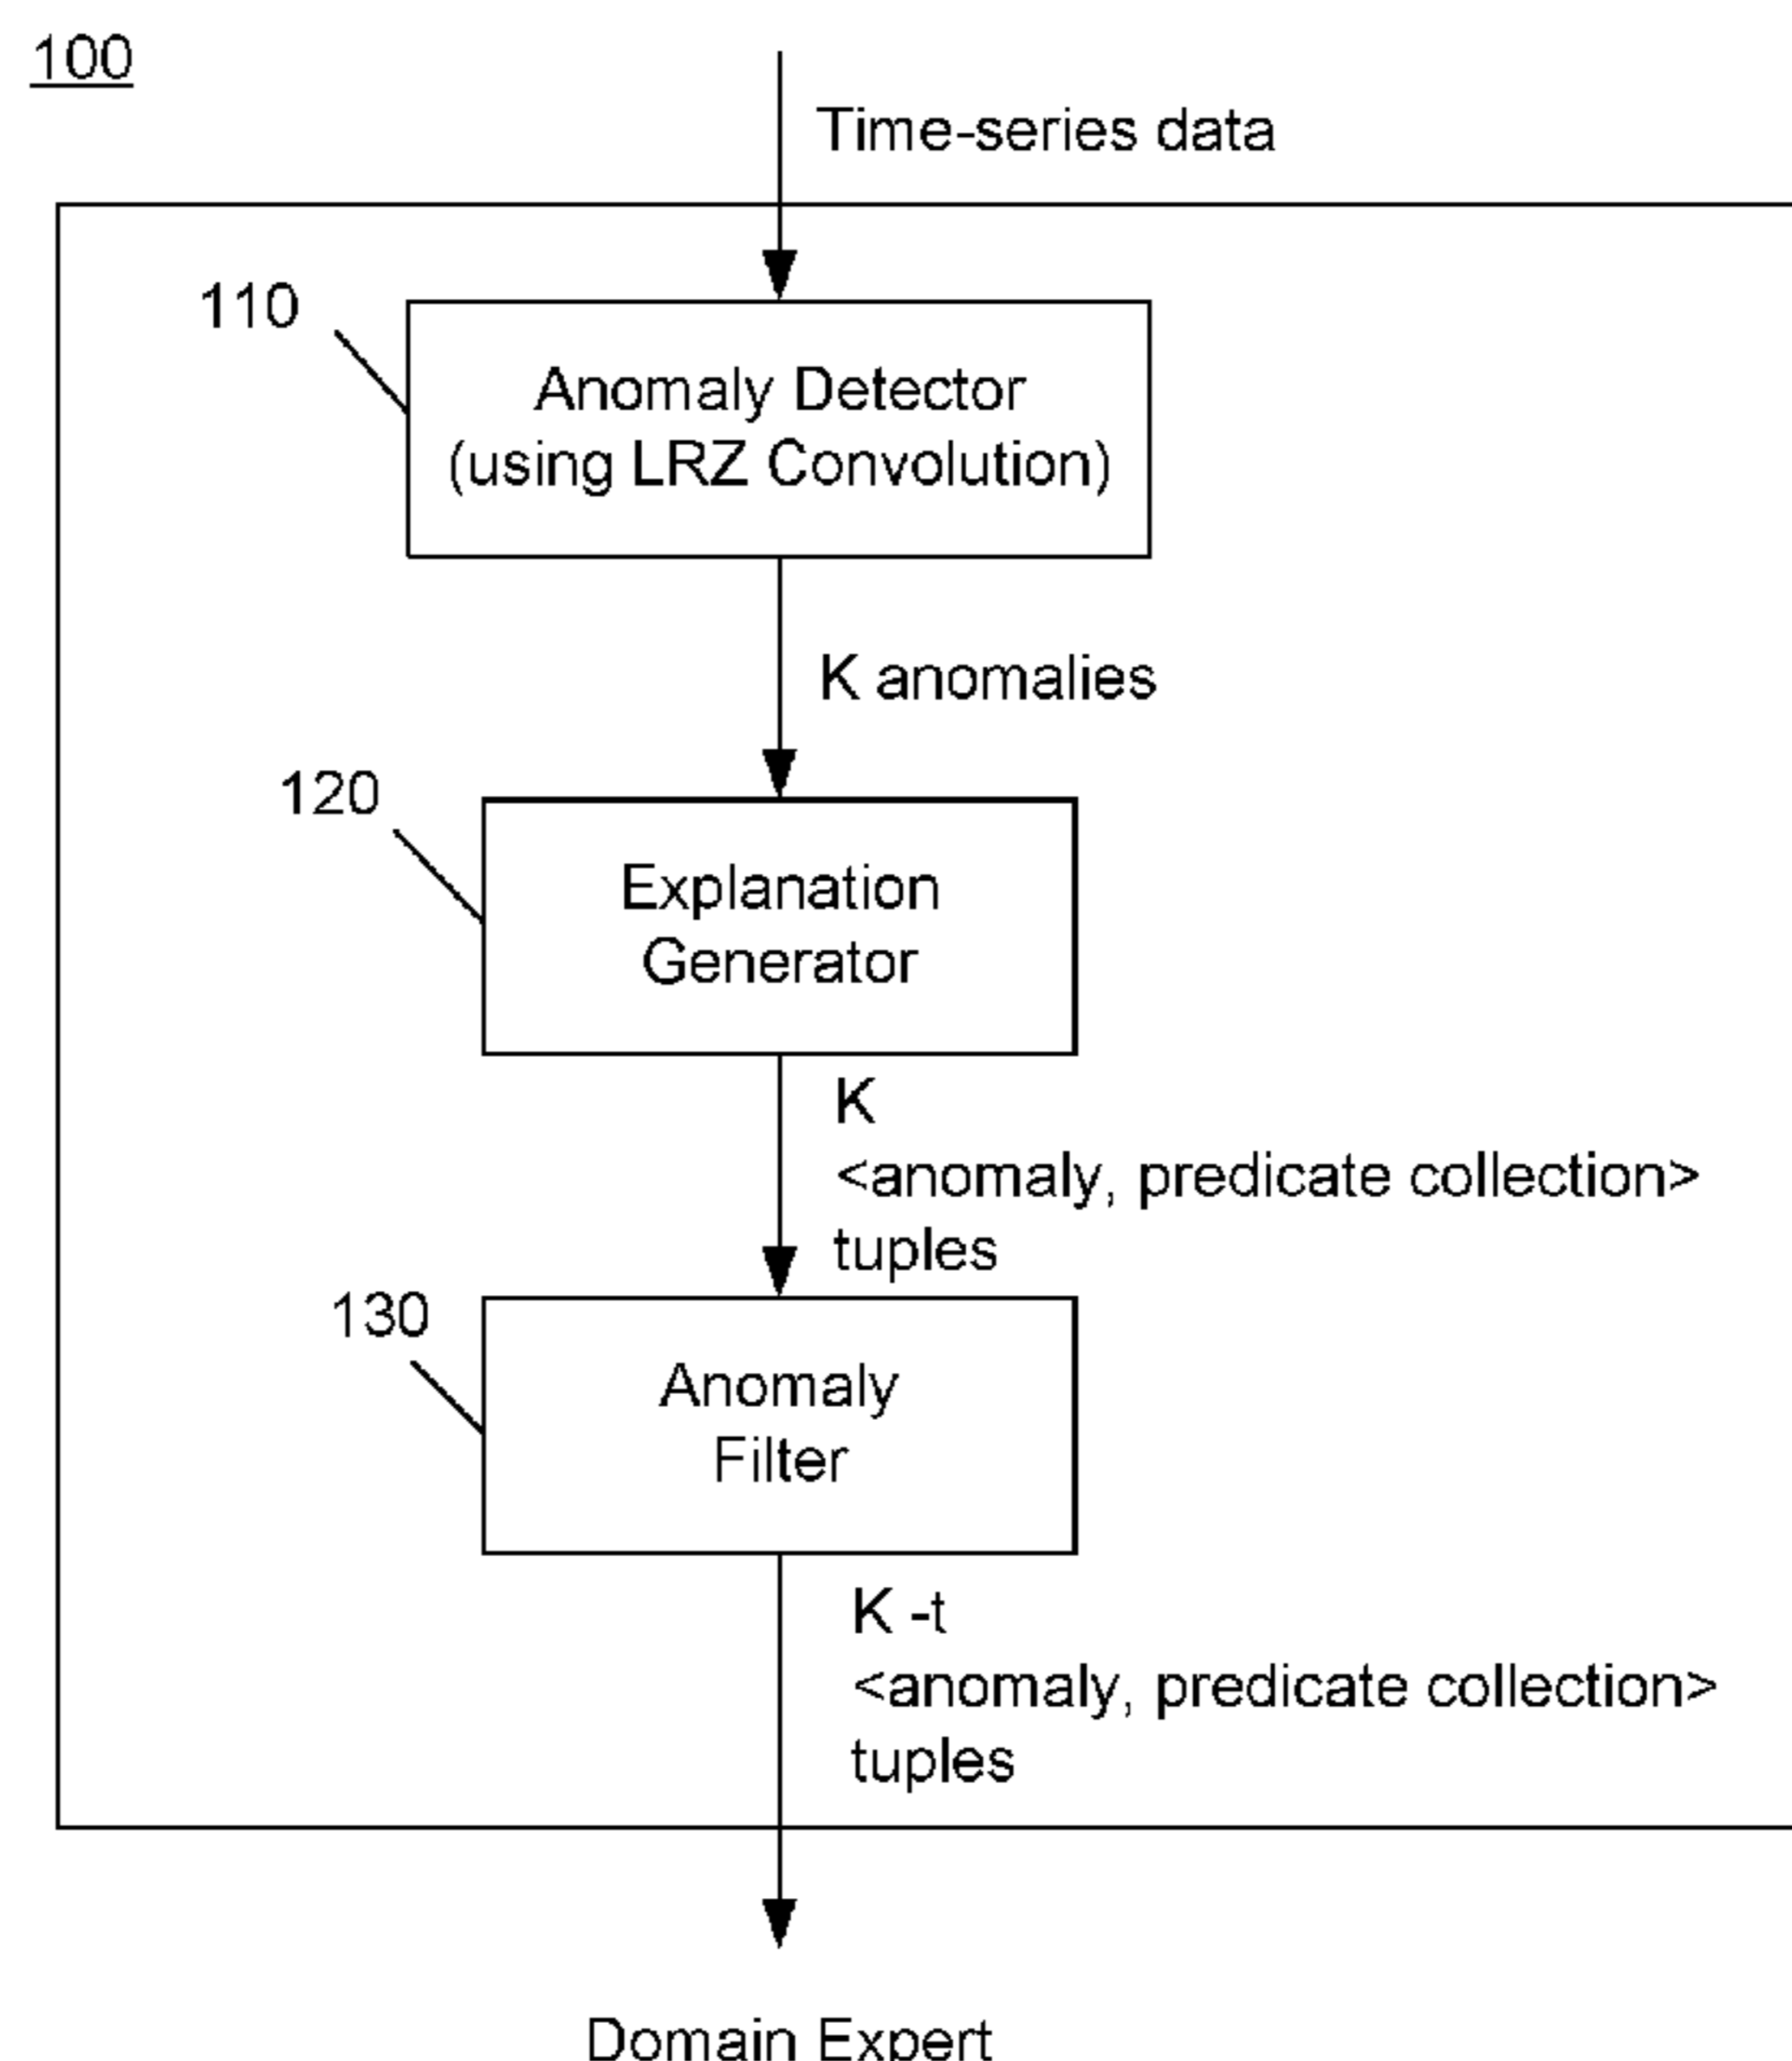 100
Time-series data
110
Anomaly Detector
(using LRZ Convolution)
K anomalies
120
Explanation
Generator
K
<anomaly, predicate collection>
tuples
130
Anomaly
Filter
K -t
<anomaly, predicate collection>
tuples
Domain Expert